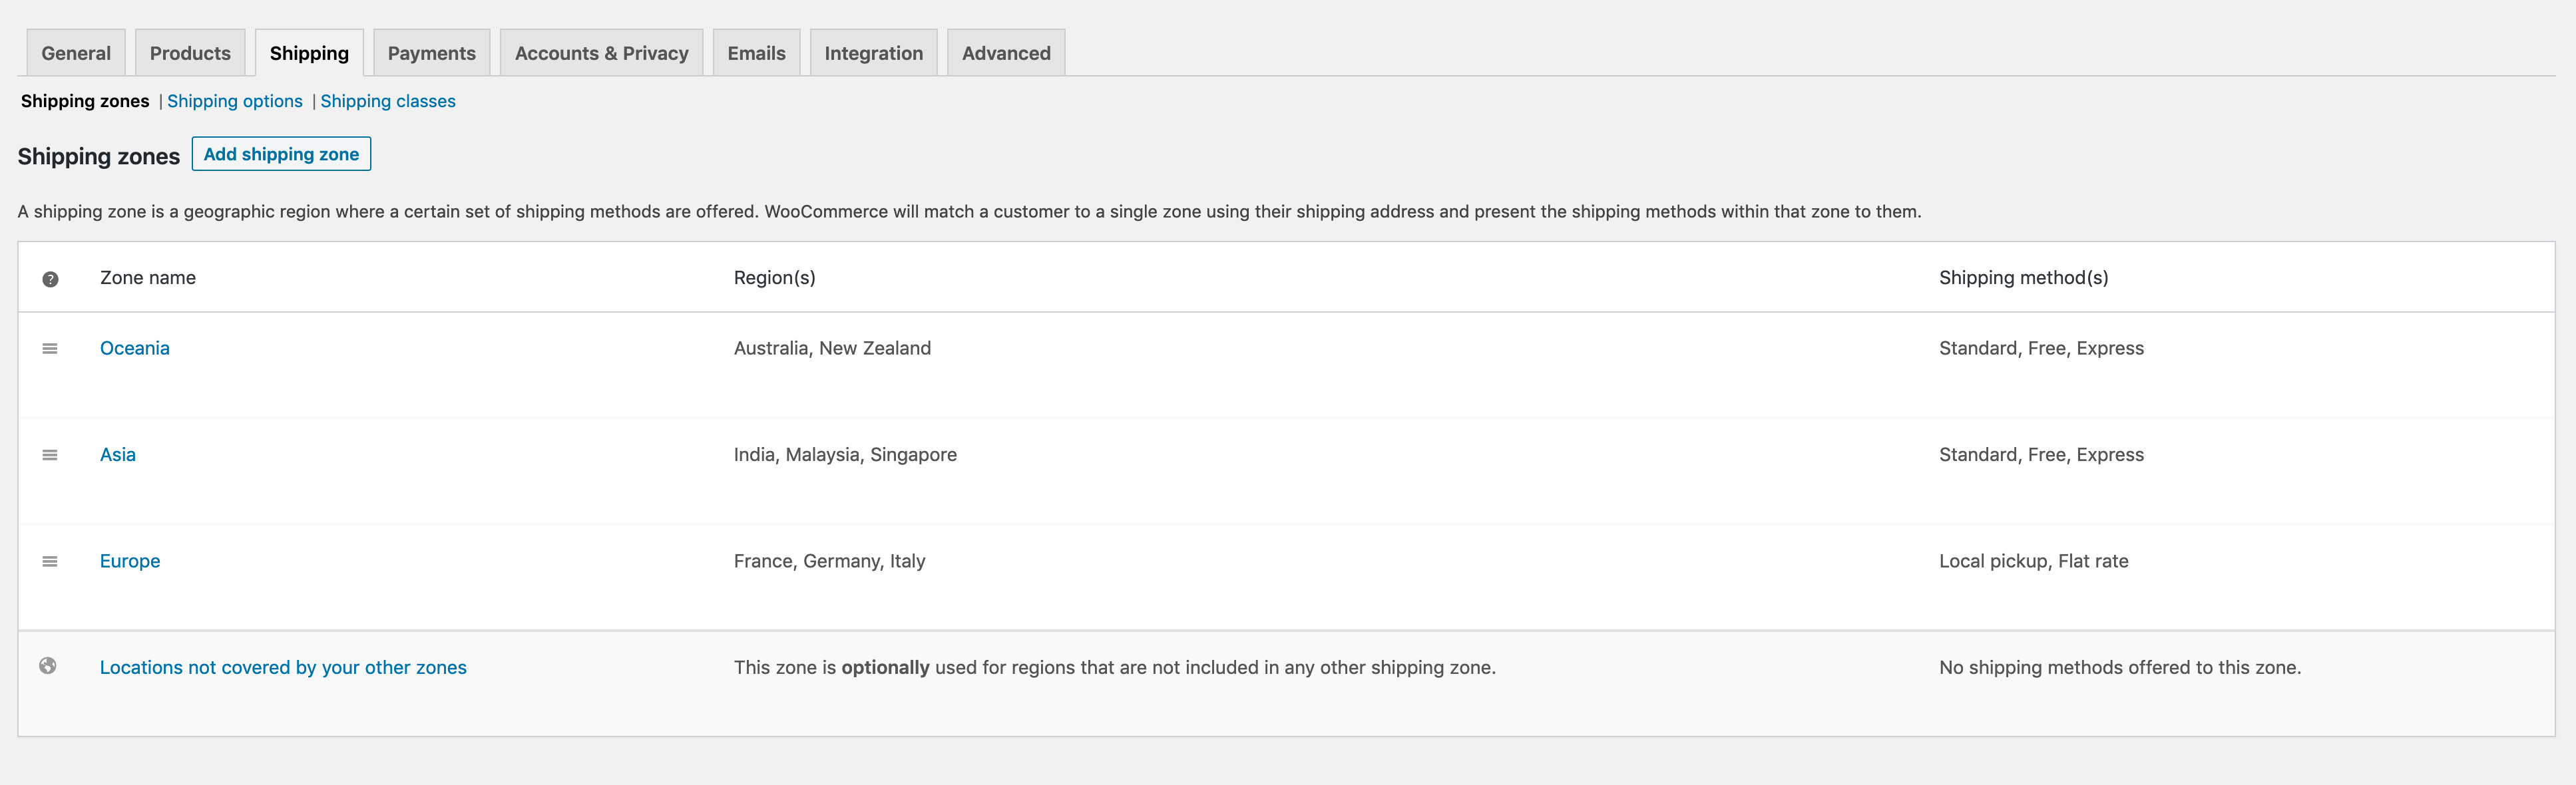 General Products Shipping Payments Accounts & Privacy Emails Integration Advanced
Shipping zones | Shipping options | Shipping classes
Shipping zones Add shipping zone
A shipping zone is a geographic region where a certain set of shipping methods are offered. WooCommerce will match a customer to a single zone using their shipping address and present the shipping methods within that zone to them.
? Zone name Region(s) Shipping method(s)
Oceania Australia, New Zealand Standard, Free, Express
Asia India, Malaysia, Singapore Standard, Free, Express
Europe France, Germany, Italy Local pickup, Flat rate
Locations not covered by your other zones This zone is optionally used for regions that are not included in any other shipping zone. No shipping methods offered to this zone.